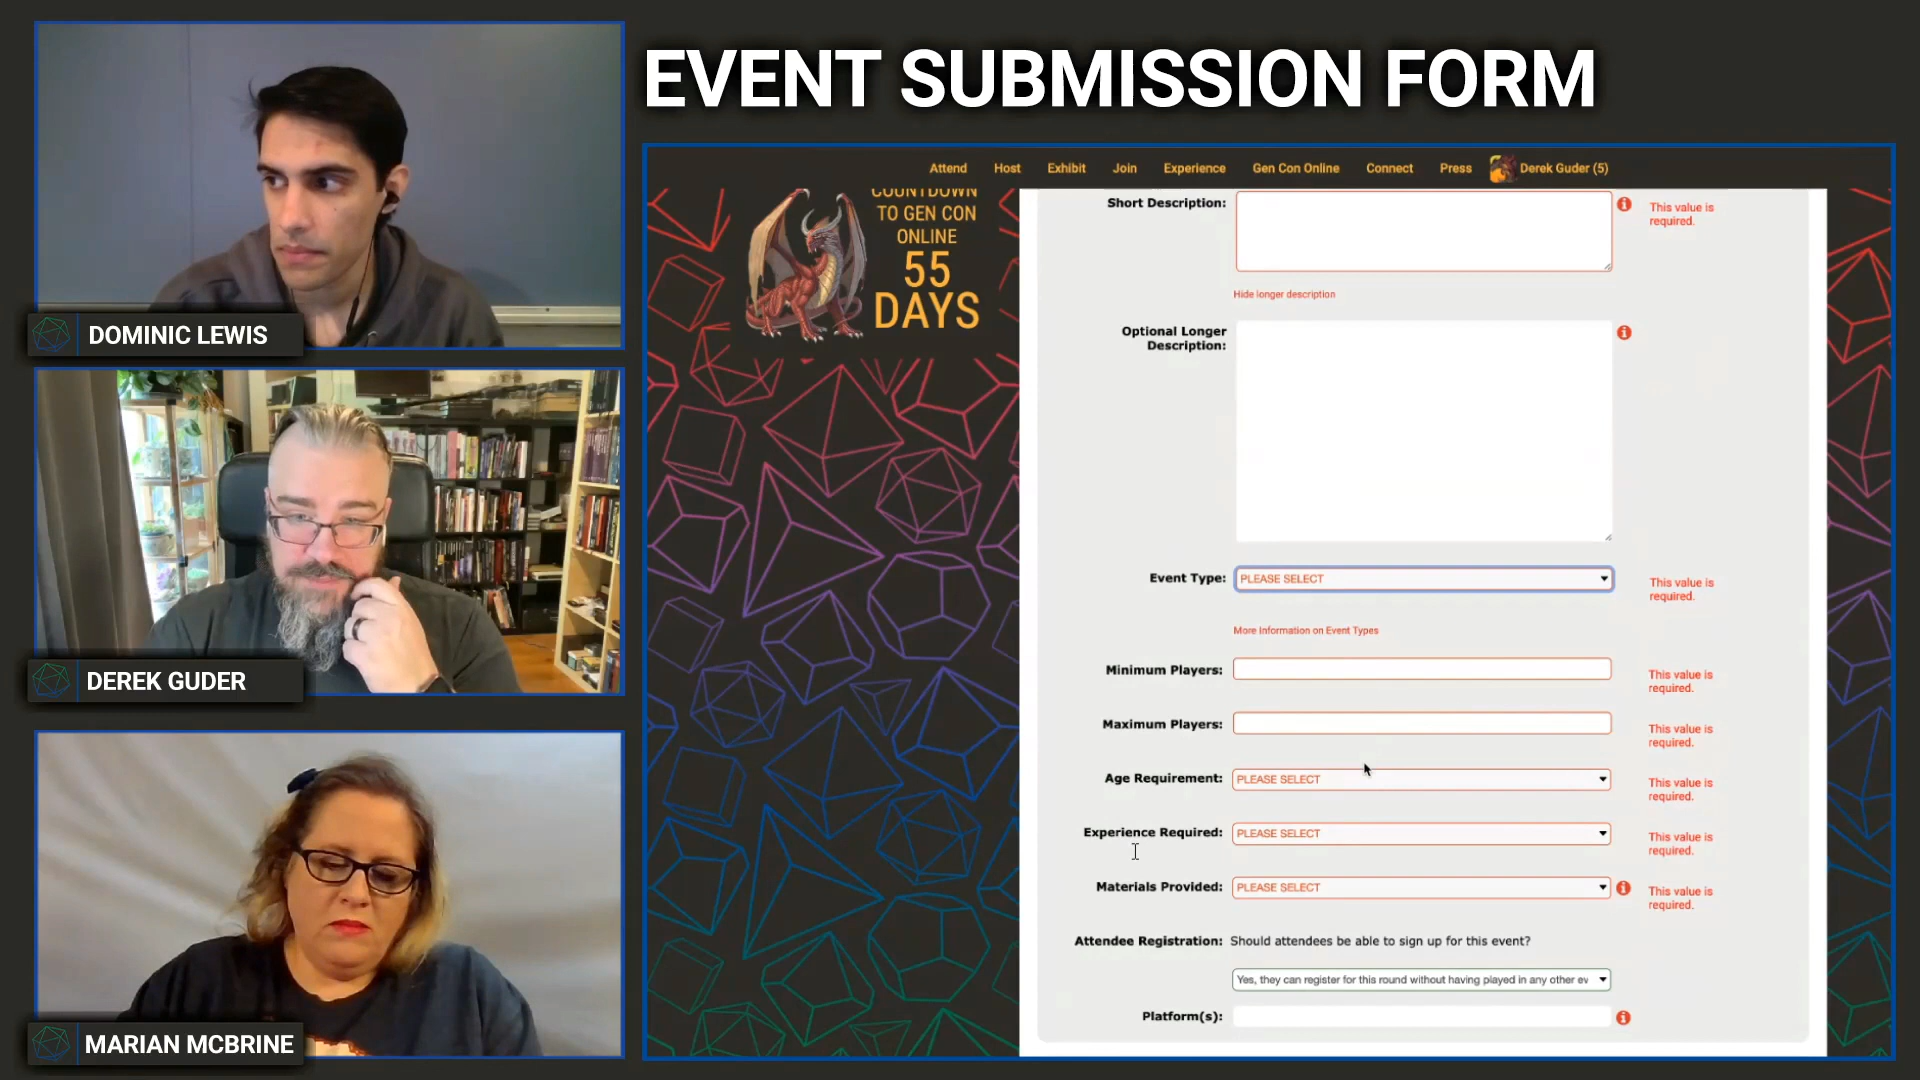 EVENT SUBMISSION FORM
DOMINIC LEWIS
DEREK GUDER
MARIAN MCBRINE
Attend Host Exhibit Join Experience Gen Con Online Connect Press Derek Guder (5)
COUNTDOWN
TO GEN CON
ONLINE
55
DAYS
Short Description:
This value is
required.
Hide longer description
Optional Longer
Description:
Event Type: PLEASE SELECT
This value is
required.
More Information on Event Types
Minimum Players:
This value is
required.
Maximum Players:
This value is
required.
Age Requirement: PLEASE SELECT
This value is
required.
Experience Required: PLEASE SELECT
This value is
required.
Materials Provided: PLEASE SELECT
This value is
required.
Attendee Registration: Should attendees be able to sign up for this event?
Yes, they can register for this round without having played in any other ev
Platform(s):